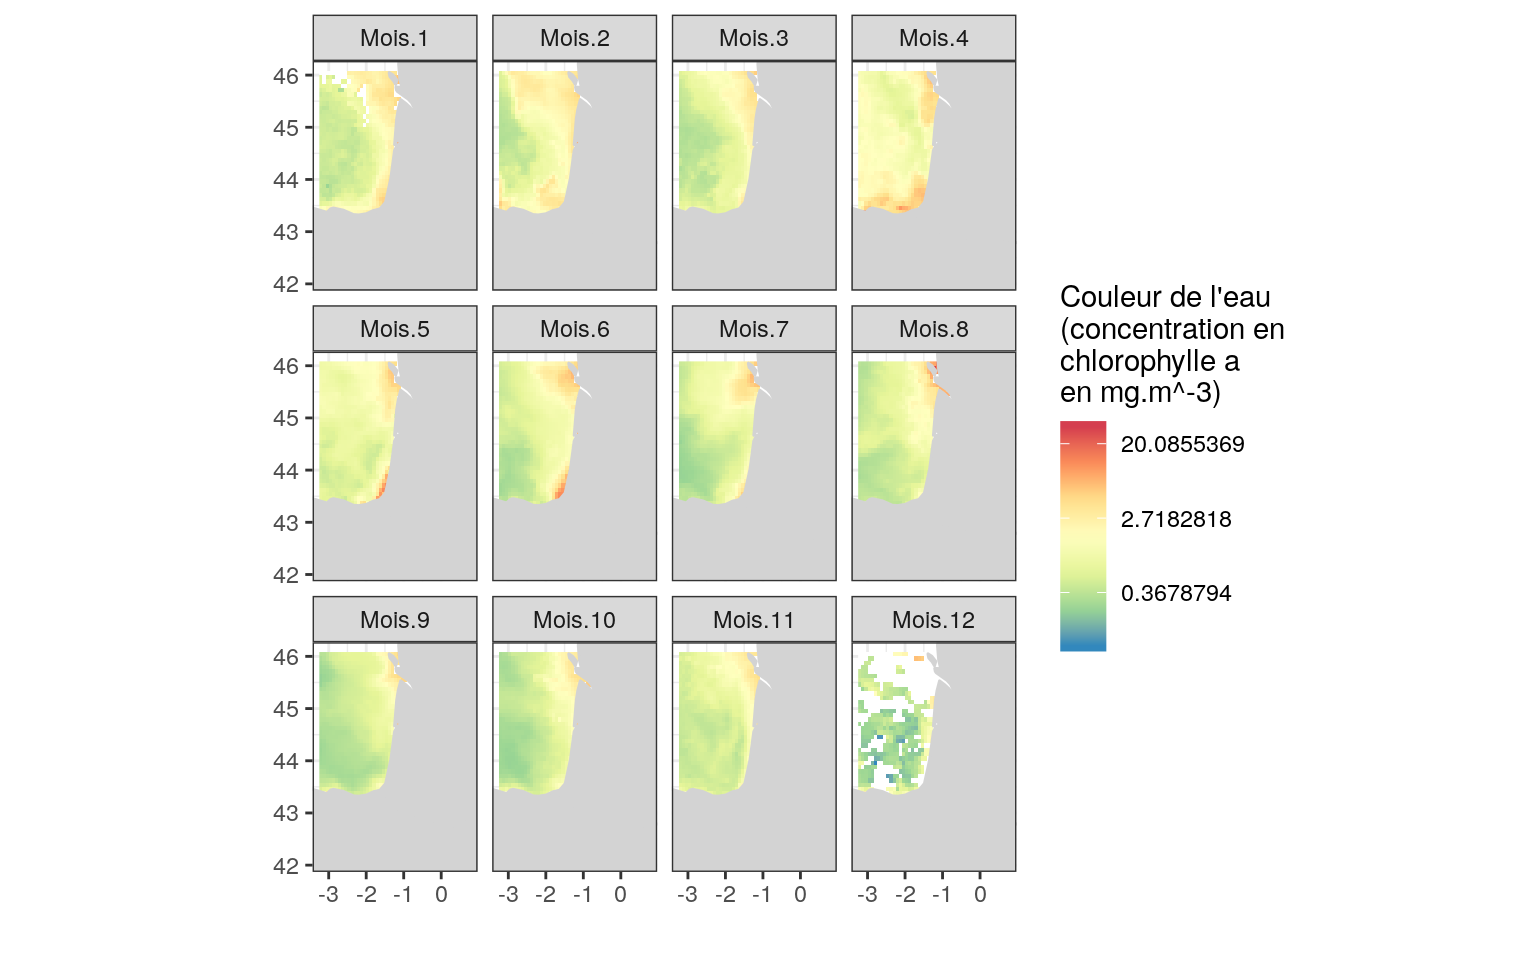 Mois.1 Mois.2 Mois.3 Mois.4
46
45
44
43
42
Mois.5 Mois.6 Mois.7 Mois.8
46
45
44
43
42
Mois.9 Mois.10 Mois.11 Mois.12
46
45
44
43
42
-3 -2 -1 0 -3 -2 -1 0 -3 -2 -1 0 -3 -2 -1 0
Couleur de l'eau
(concentration en
chlorophylle a
en mg.m^-3)
20.0855369
2.7182818
0.3678794